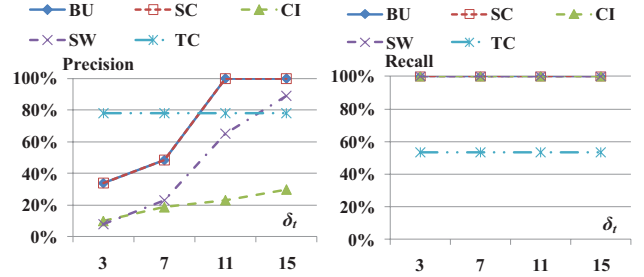 BU SC CI
SW TC
Precision
100%
80%
60%
40%
20%
0%
δt
3 7 11 15
BU SC CI
SW TC
Recall
100%
80%
60%
40%
20%
0%
δt
3 7 11 15